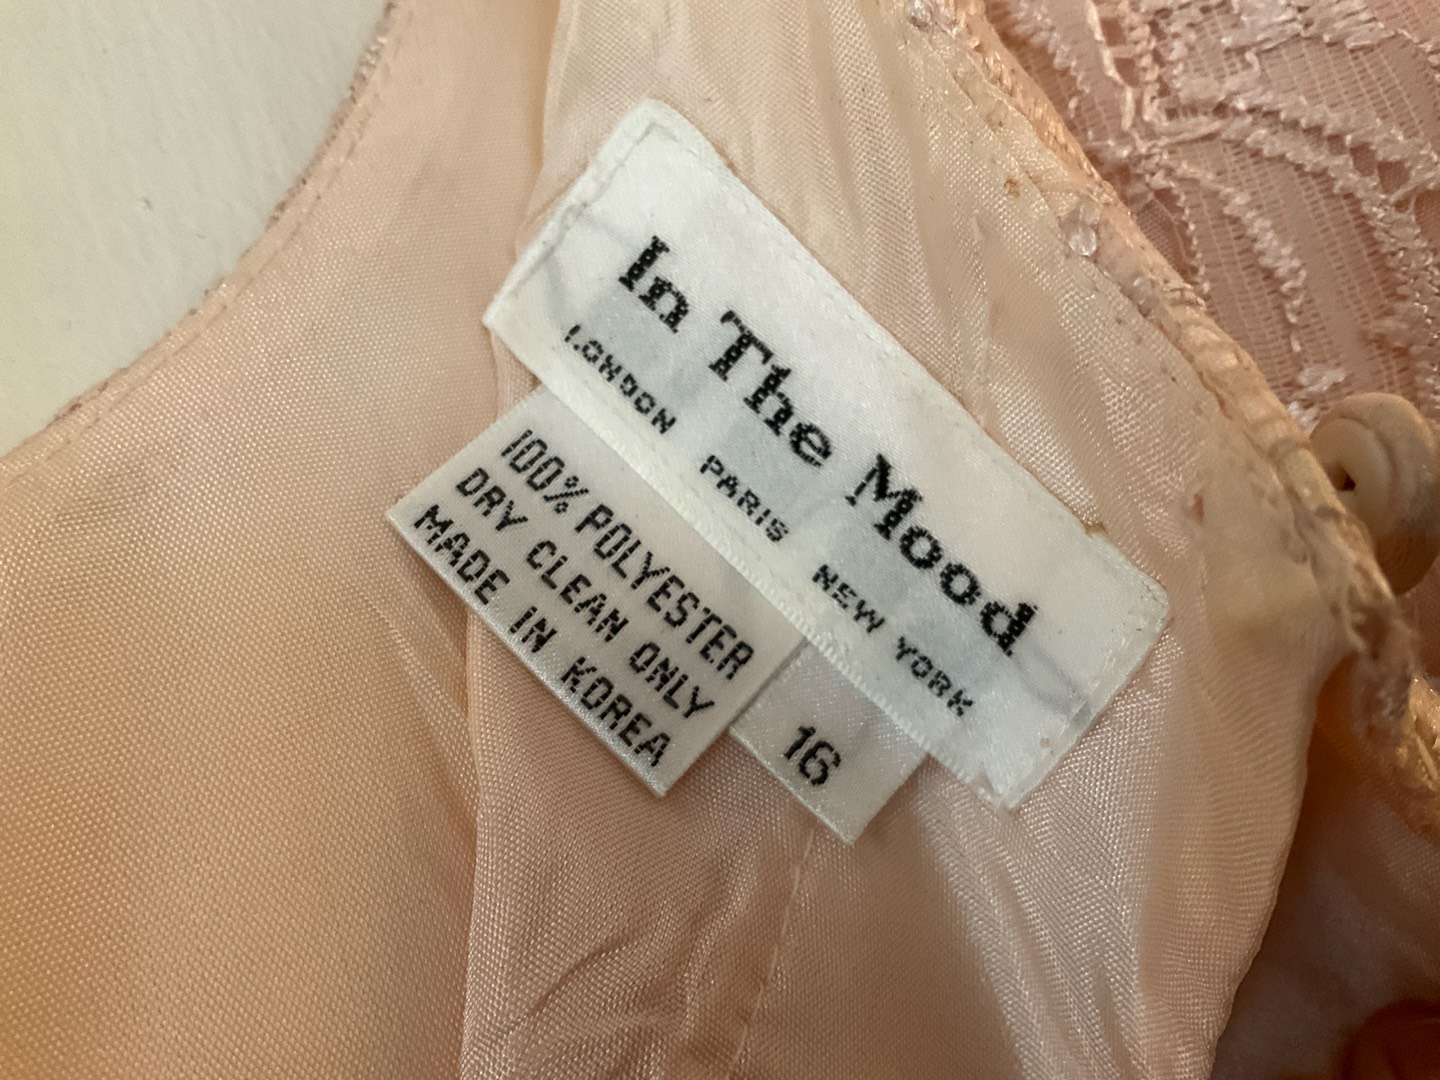 In The Mood
LONDON PARIS NEW YORK
100% POLYESTER
DRY CLEAN ONLY
MADE IN KOREA
16